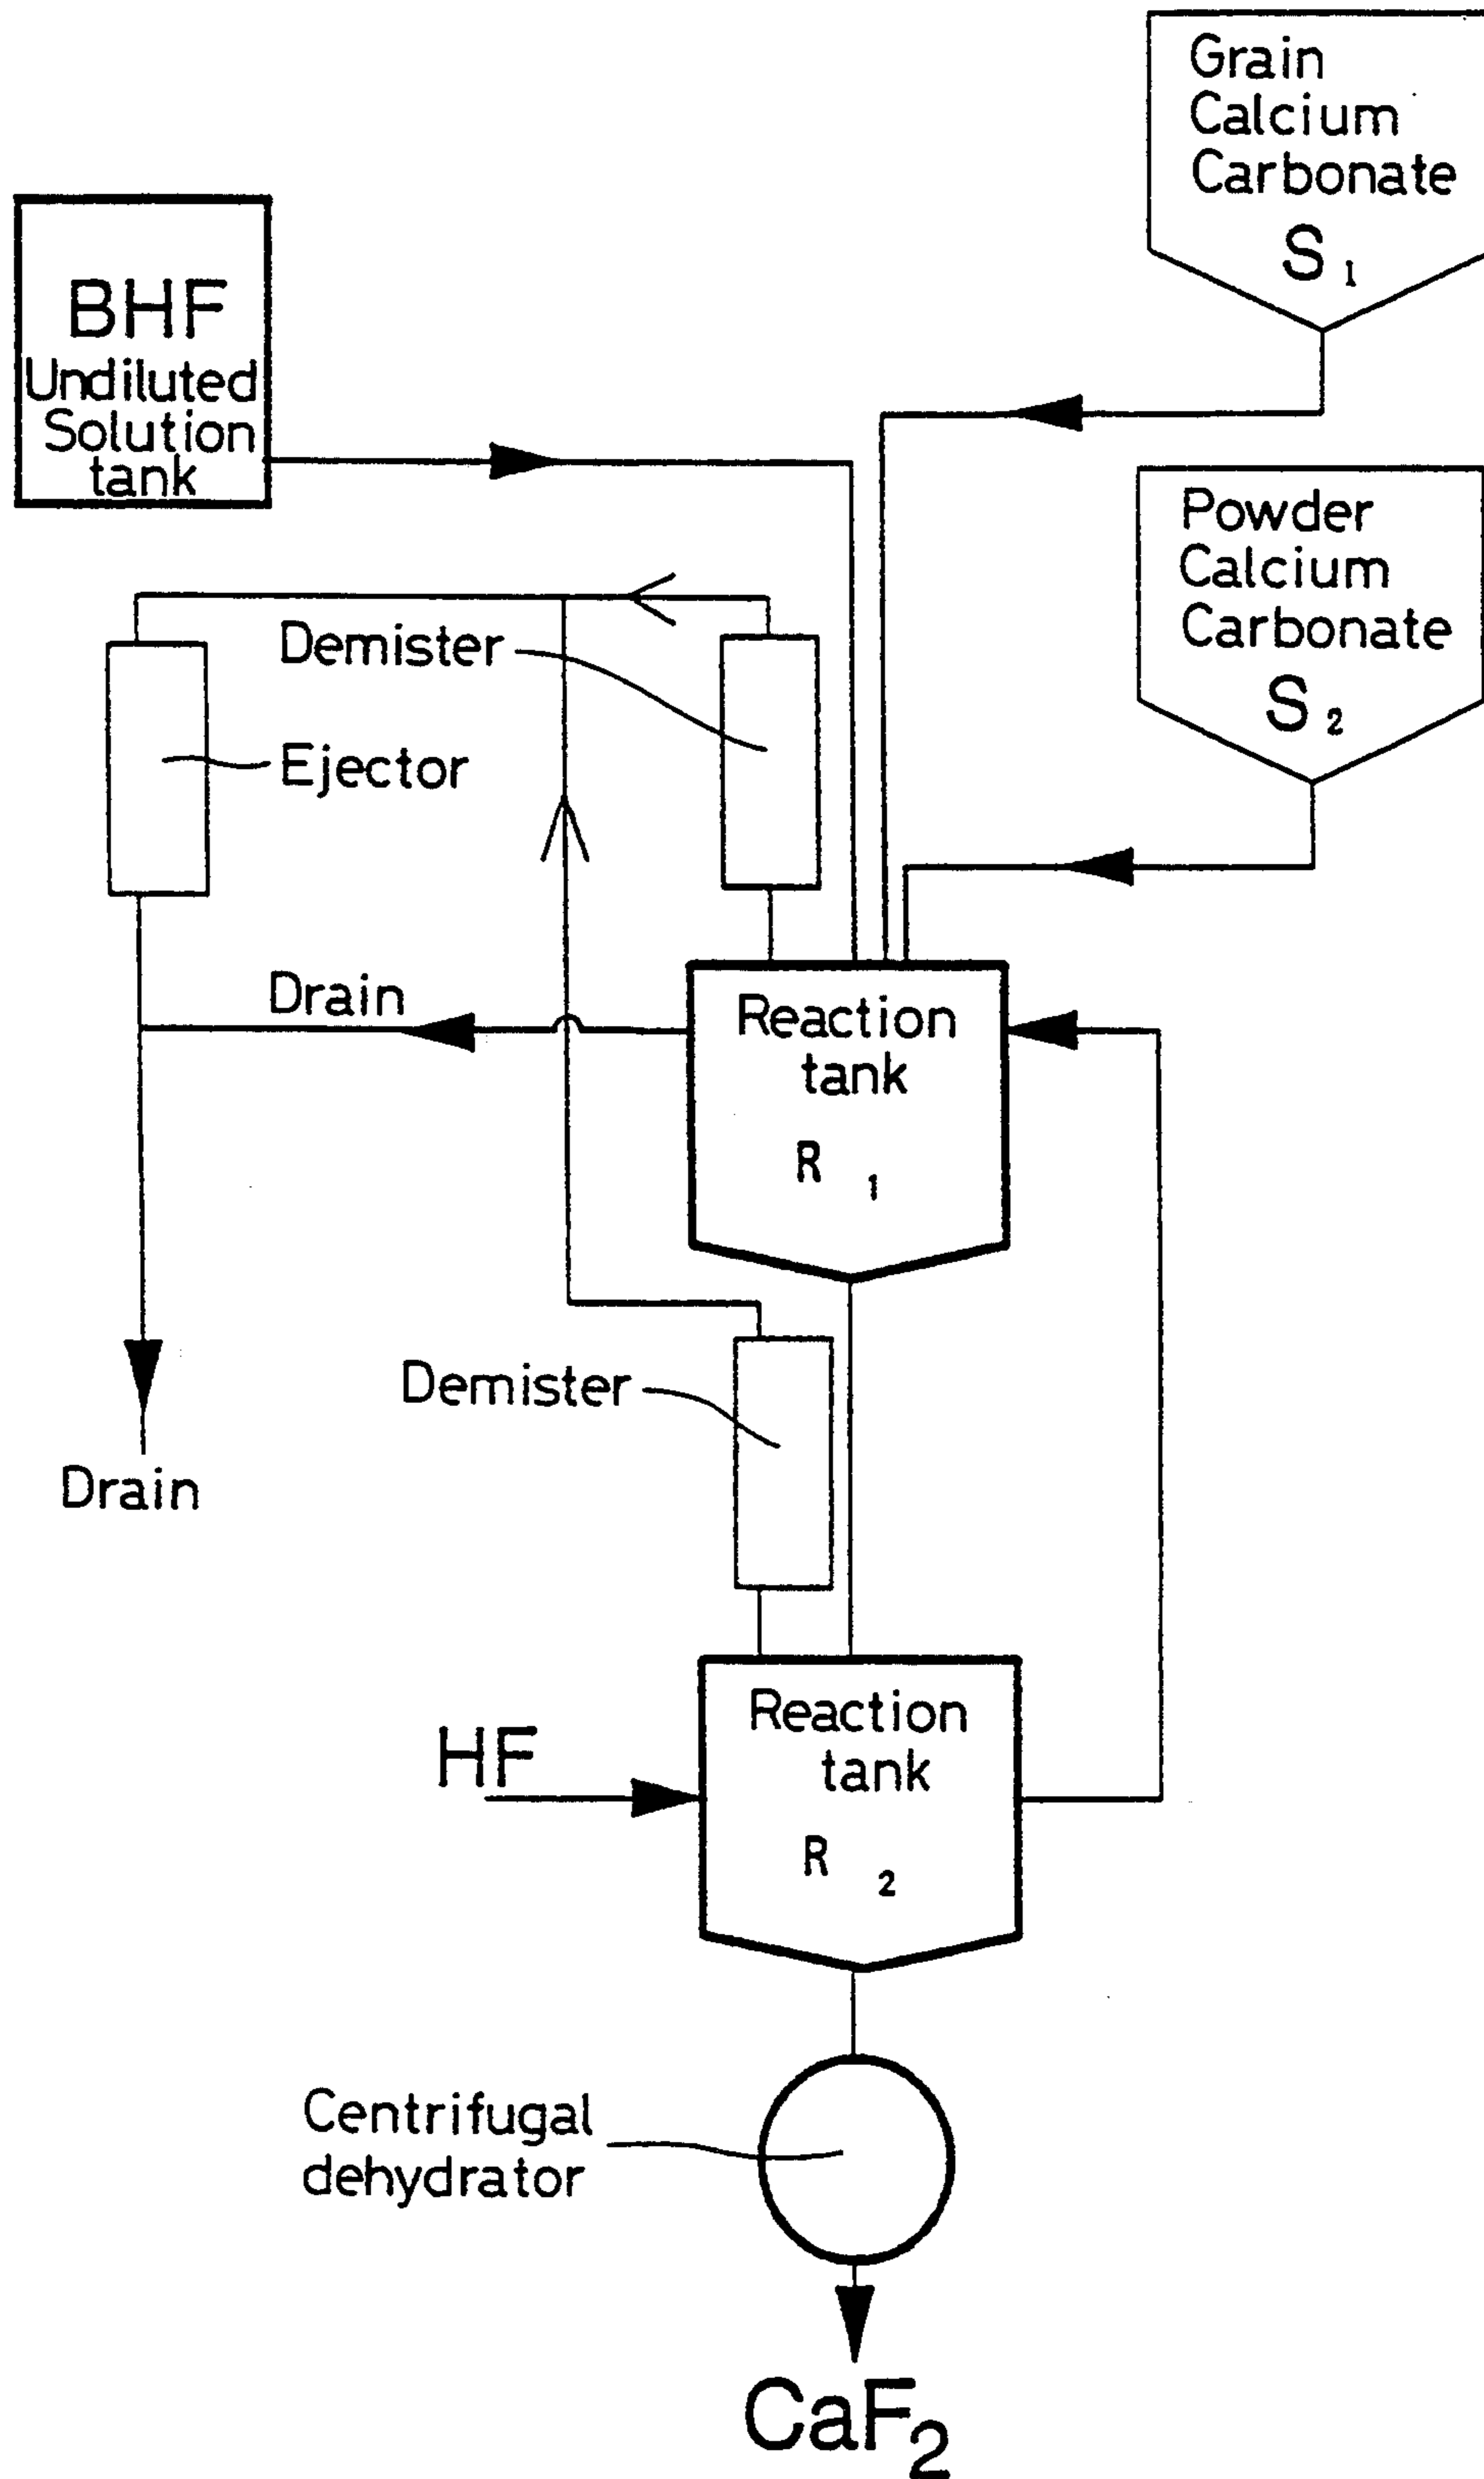 Grain
Calcium
Carbonate
S₁
BHF
Undiluted
Solution
tank
Powder
Calcium
Carbonate
S₂
Demister
Ejector
Drain
Reaction
tank
R₁
Demister
Drain
HF
Reaction
tank
R₂
Centrifugal
dehydrator
CaF₂